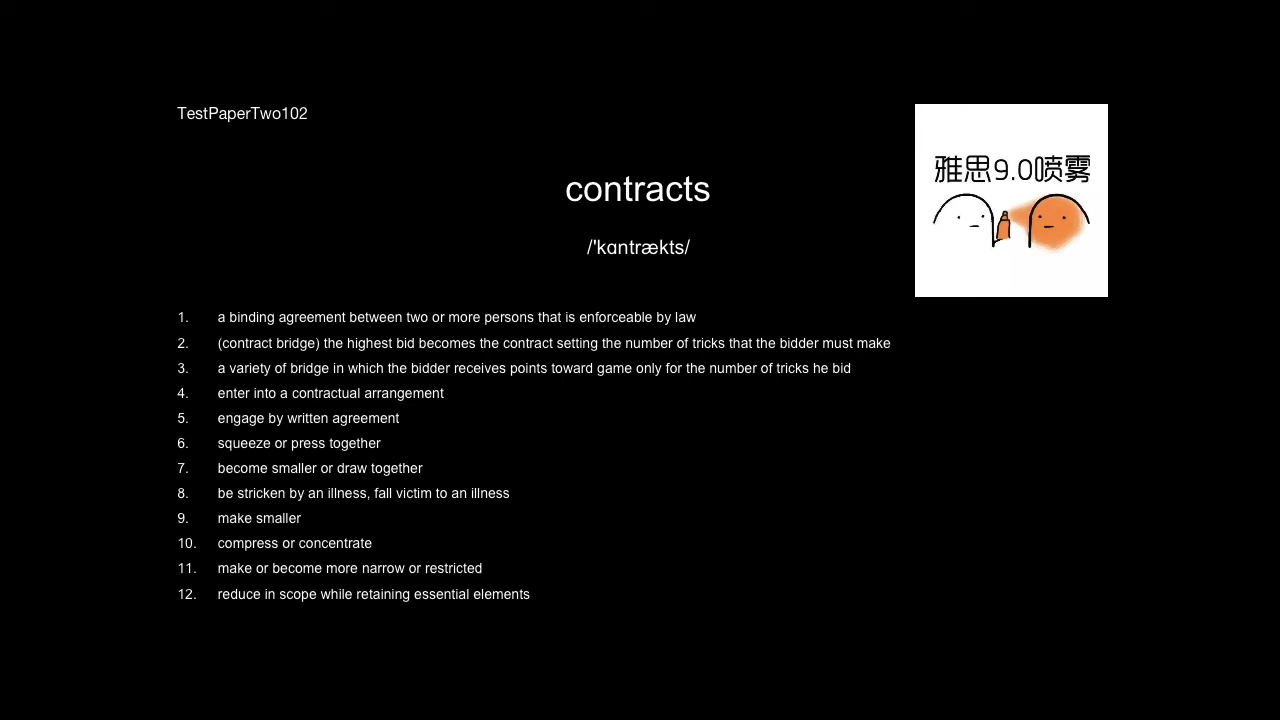 TestPaperTwo102
雅思9.0喷雾
contracts
/'kɑntrækts/
1. a binding agreement between two or more persons that is enforceable by law
2. (contract bridge) the highest bid becomes the contract setting the number of tricks that the bidder must make
3. a variety of bridge in which the bidder receives points toward game only for the number of tricks he bid
4. enter into a contractual arrangement
5. engage by written agreement
6. squeeze or press together
7. become smaller or draw together
8. be stricken by an illness, fall victim to an illness
9. make smaller
10. compress or concentrate
11. make or become more narrow or restricted
12. reduce in scope while retaining essential elements